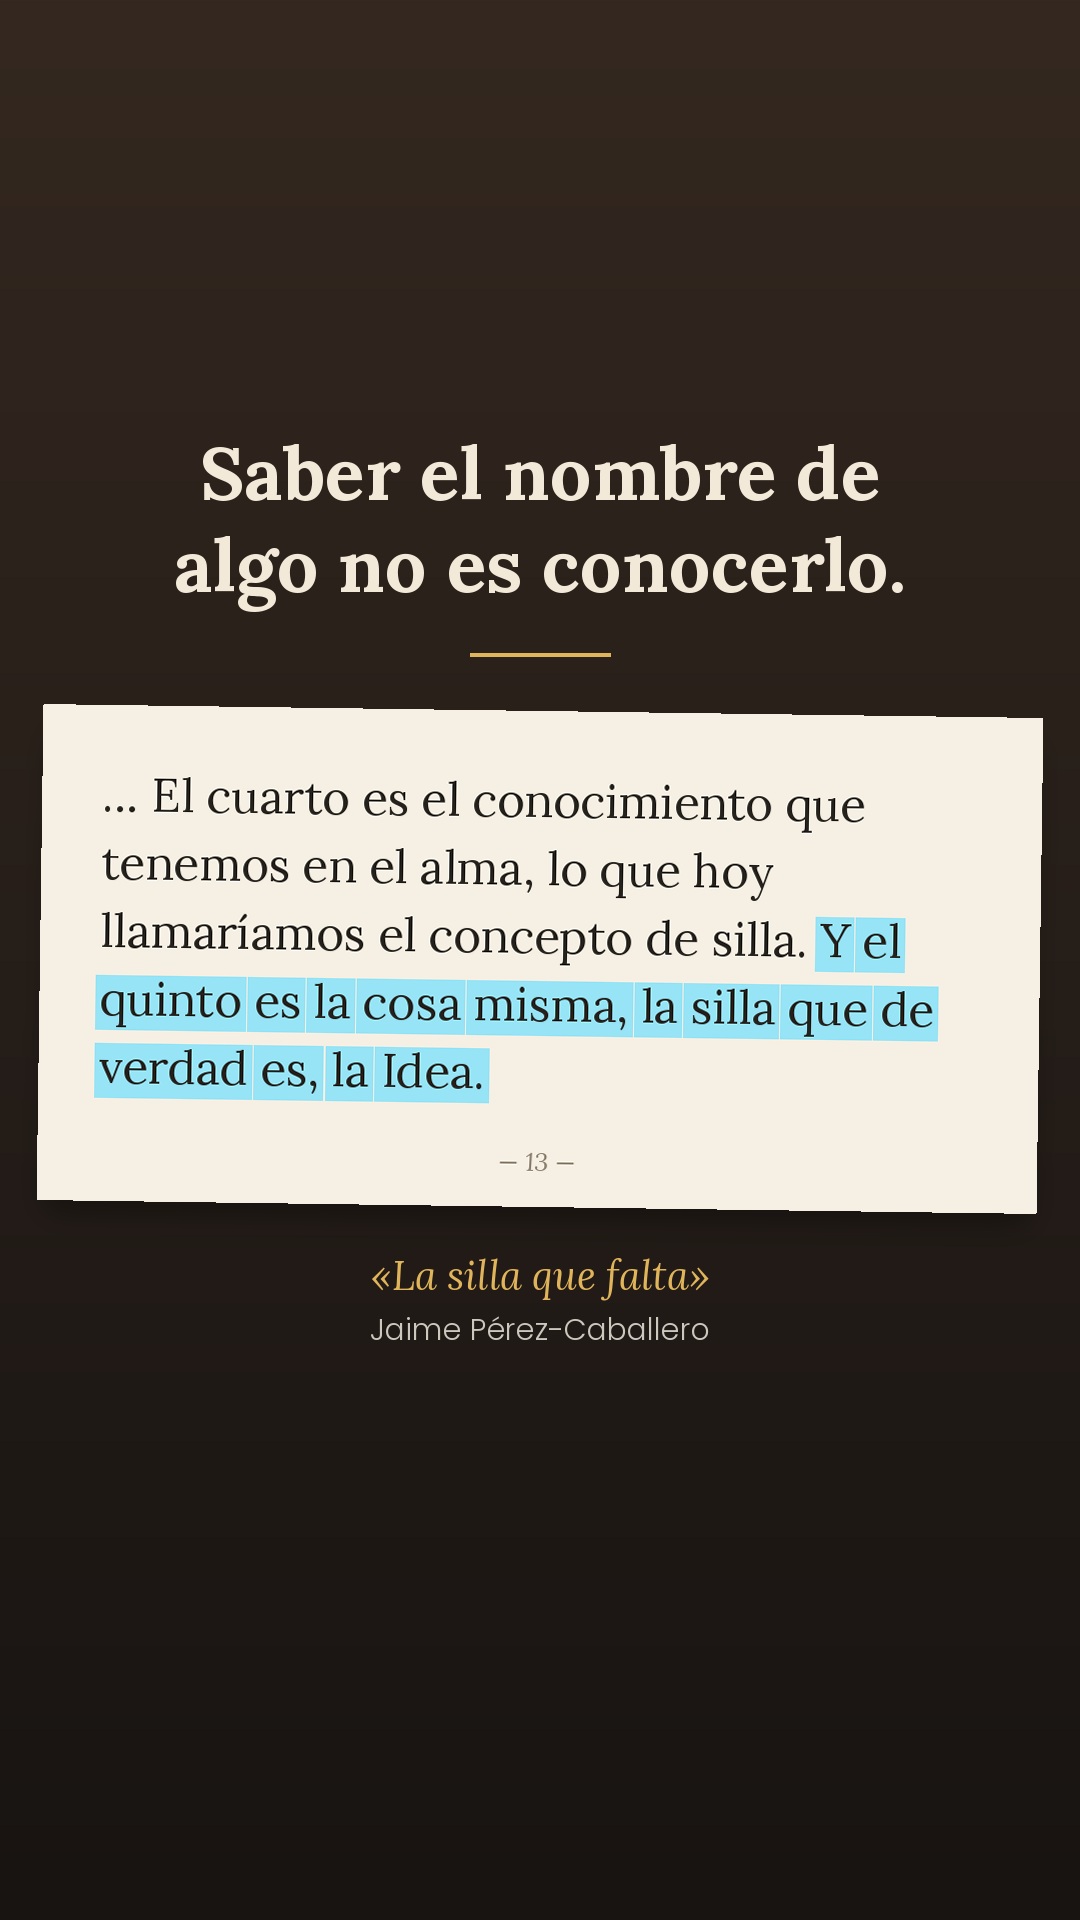 Saber el nombre de
algo no es conocerlo.
... El cuarto es el conocimiento que
tenemos en el alma, lo que hoy
llamaríamos el concepto de silla. Y el
quinto es la cosa misma, la silla que de
verdad es, la Idea.
— 13 —
«La silla que falta»
Jaime Pérez-Caballero